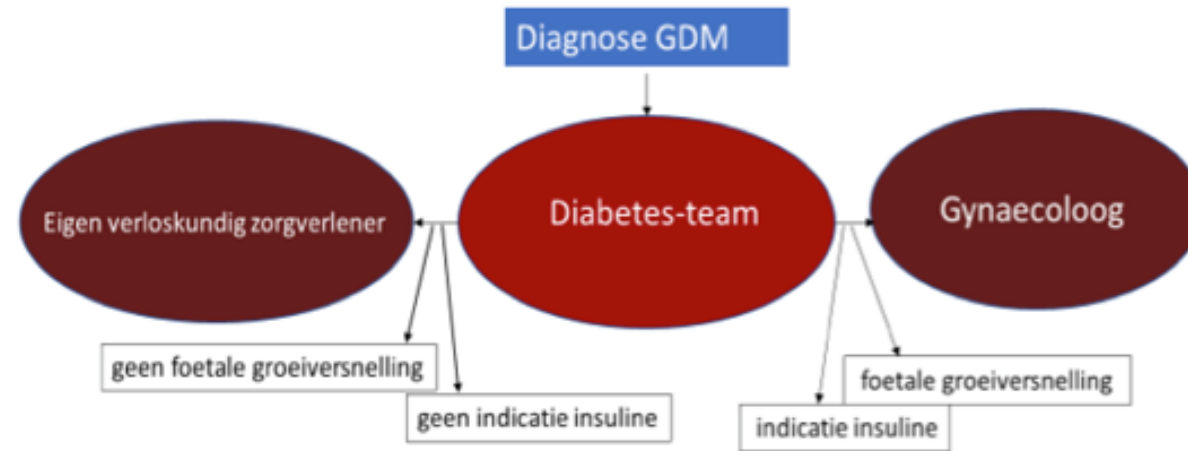 Diagnose GDM
Eigen verloskundig zorgverlener
Diabetes-team
Gynaecoloog
geen foetale groeiversnelling
geen indicatie insuline
foetale groeiversnelling
indicatie insuline